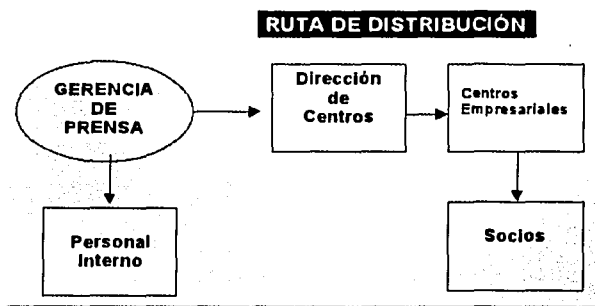 RUTA DE DISTRIBUCIÓN
GERENCIA
DE
PRENSA
Dirección
de
Centros
Centros
Empresariales
Personal
Interno
Socios